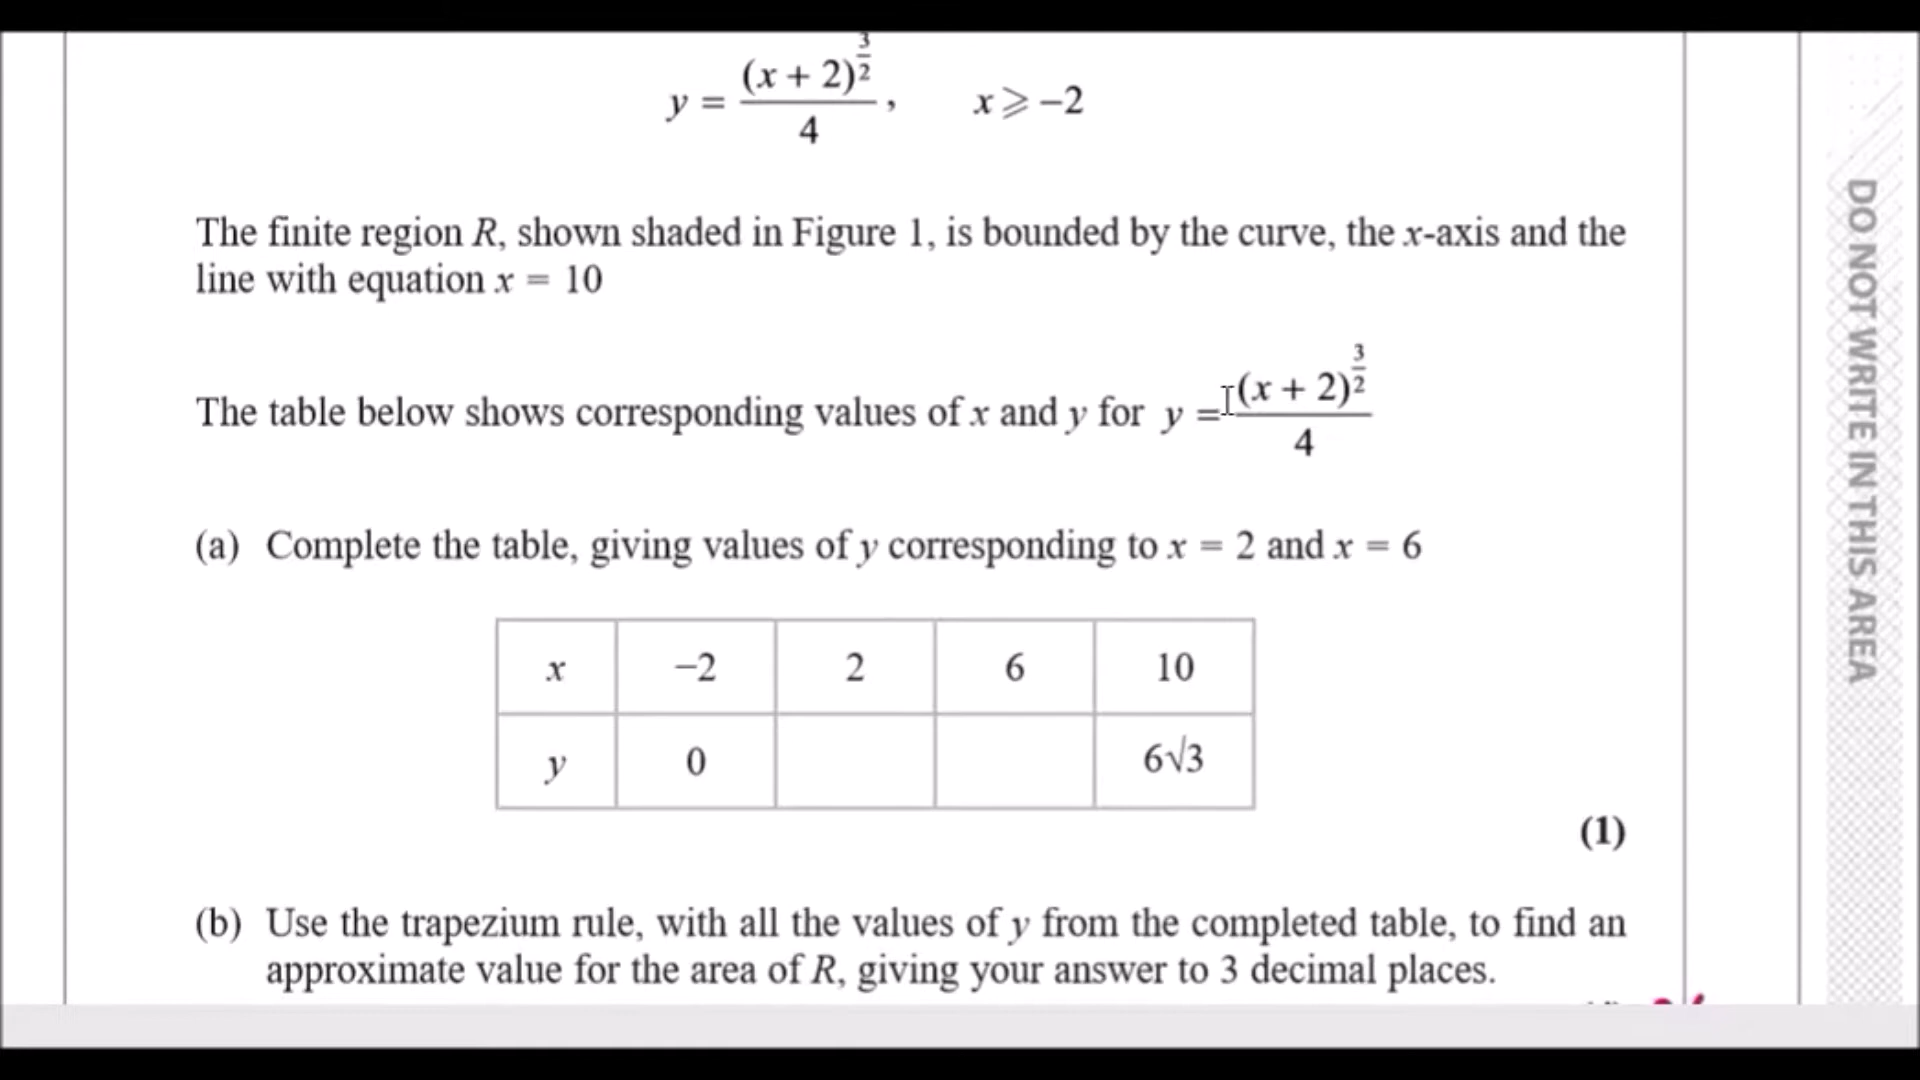 y = (x + 2)^{3/2} / 4 ,   x ⩾ −2
The finite region R, shown shaded in Figure 1, is bounded by the curve, the x-axis and the
line with equation x = 10
The table below shows corresponding values of x and y for y = (x + 2)^{3/2} / 4
(a) Complete the table, giving values of y corresponding to x = 2 and x = 6
x −2 2 6 10
y 0 6√3
(1)
(b) Use the trapezium rule, with all the values of y from the completed table, to find an
approximate value for the area of R, giving your answer to 3 decimal places.
DO NOT WRITE IN THIS AREA